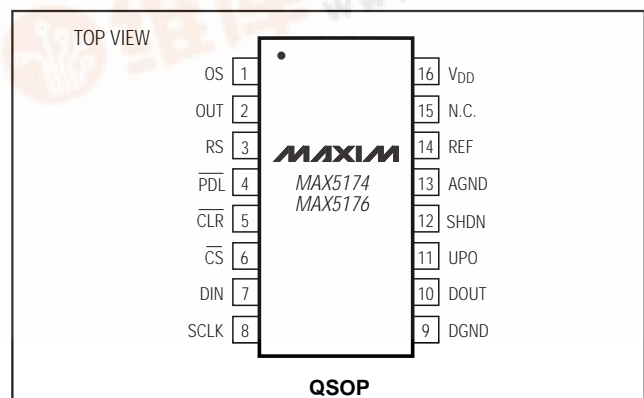 TOP VIEW
OS 1
OUT 2
RS 3
PDL 4
CLR 5
CS 6
DIN 7
SCLK 8
MAXIM
MAX5174
MAX5176
16 VDD
15 N.C.
14 REF
13 AGND
12 SHDN
11 UPO
10 DOUT
9 DGND
QSOP